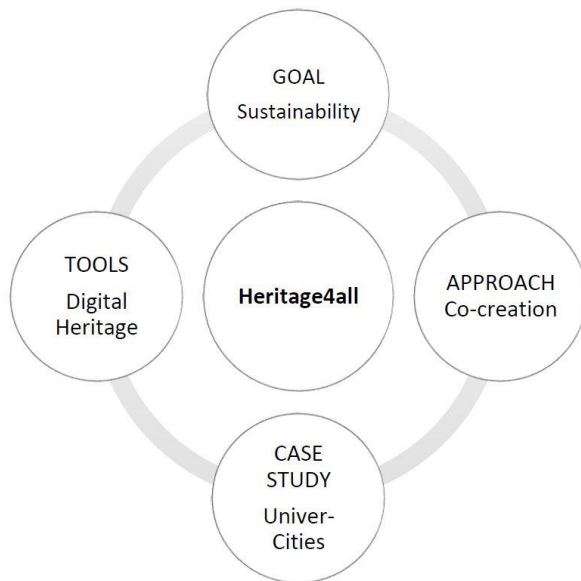 GOAL
Sustainability
TOOLS
Digital
Heritage
Heritage4all
APPROACH
Co-creation
CASE
STUDY
Univer-
Cities